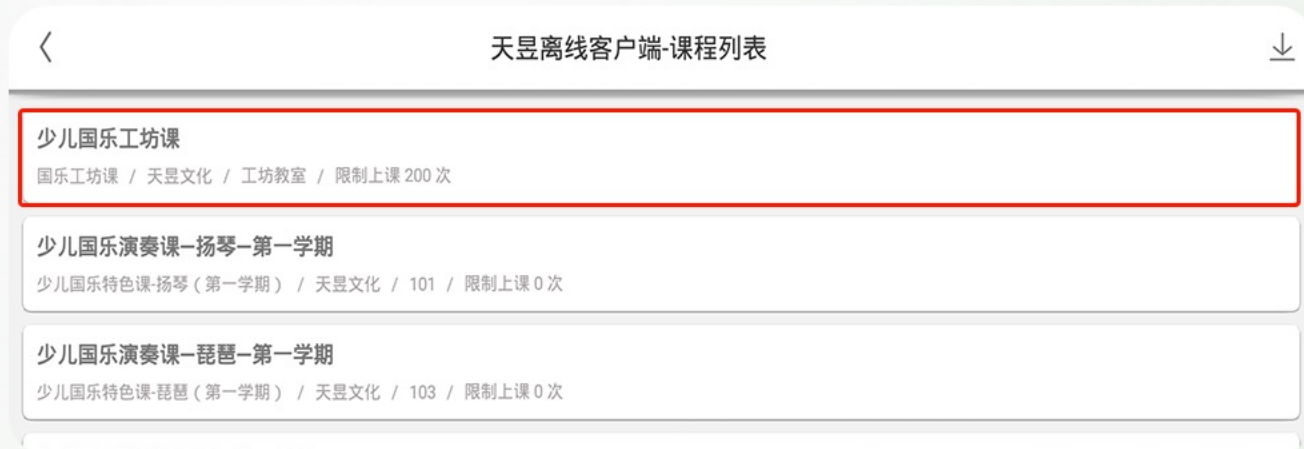 天昱离线客户端-课程列表
少儿国乐工坊课
国乐工坊课 / 天昱文化 / 工坊教室 / 限制上课 200 次
少儿国乐演奏课–扬琴–第一学期
少儿国乐特色课-扬琴（第一学期） / 天昱文化 / 101 / 限制上课 0 次
少儿国乐演奏课–琵琶–第一学期
少儿国乐特色课-琵琶（第一学期） / 天昱文化 / 103 / 限制上课 0 次